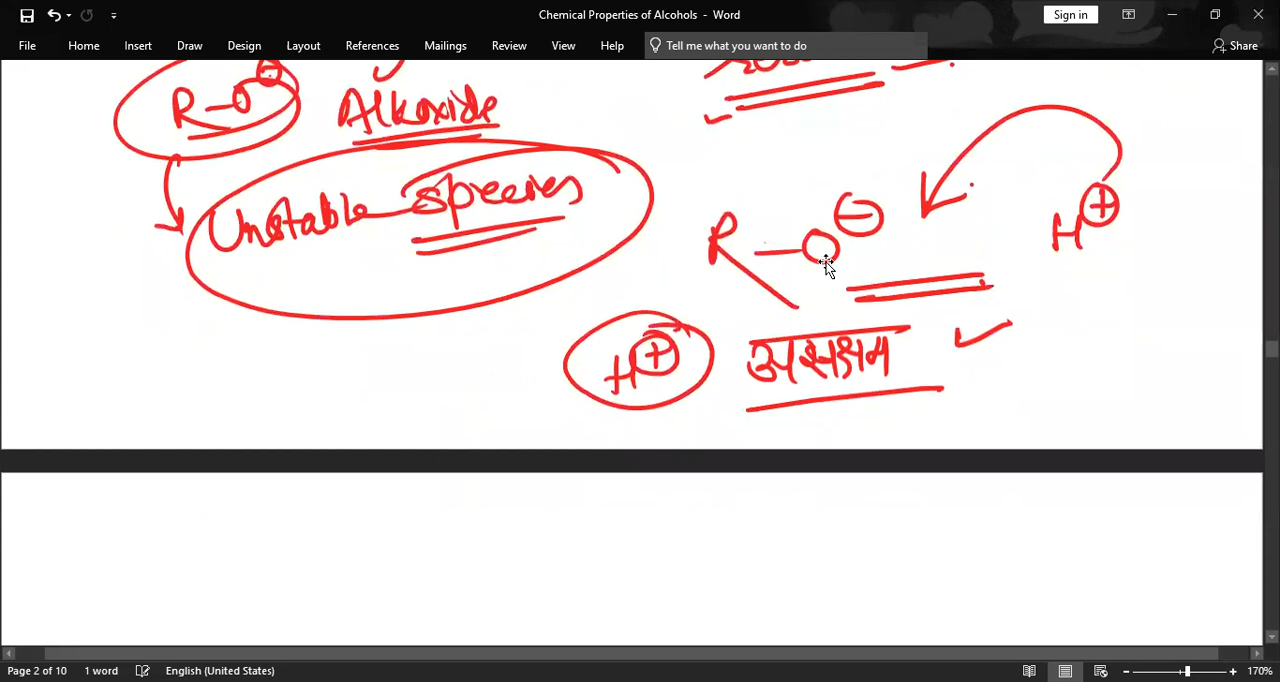 Chemical Properties of Alcohols - Word
Sign in
File Home Insert Draw Design Layout References Mailings Review View Help Tell me what you want to do Share
R-O⊖ Alkoxide
Unstable species
R-O⊖ H⊕
H⊕ असक्षम
Page 2 of 10 1 word English (United States) 170%